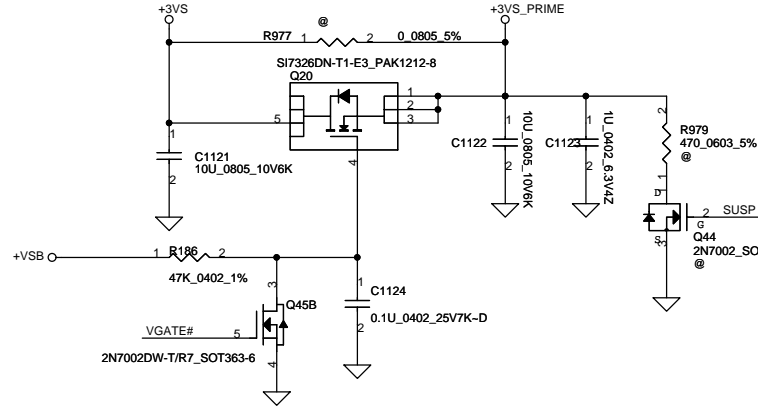 +3VS
+3VS_PRIME
@
R977 1 2 0_0805_5%
SI7326DN-T1-E3_PAK1212-8
Q20
5
1
2
3
4
1
C1121
10U_0805_10V6K
2
1
C1122
2
10U_0805_10V6K
1
C1123
2
1U_0402_6.3V4Z
2
R979
470_0603_5%
@
1
D
2 SUSP
G
S
3
Q44
2N7002_SO
@
+VSB
1 R186 2
47K_0402_1%
3
Q45B
VGATE# 5
2N7002DW-T/R7_SOT363-6
4
1
C1124
0.1U_0402_25V7K~D
2